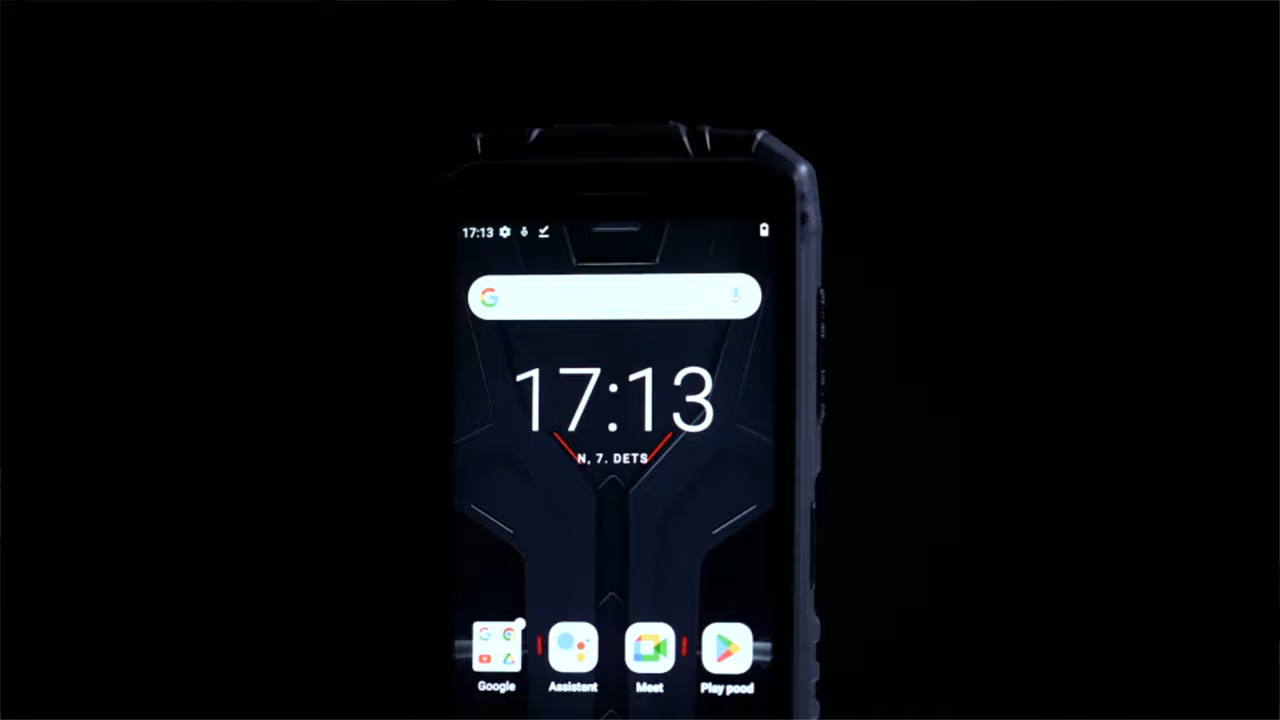 17:13
17:13
N, 7. DETS
Google
Assistent
Meet
Play pood